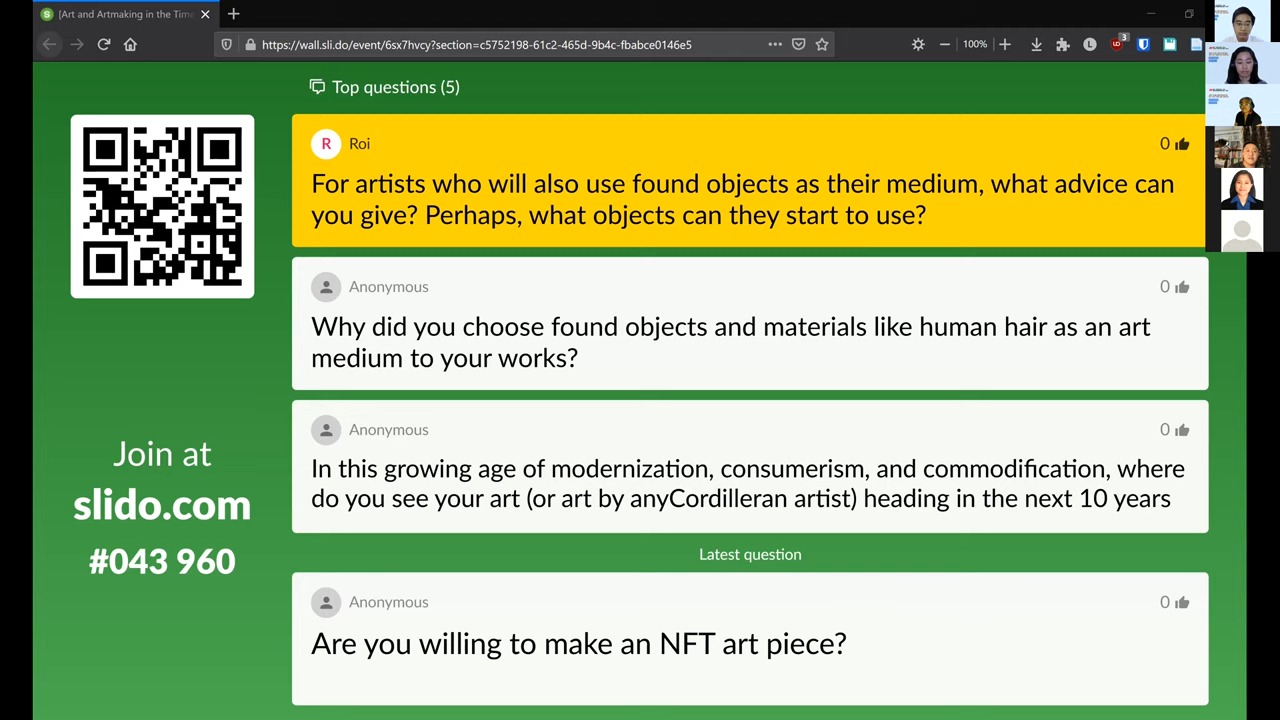 [Art and Artmaking in the Time
https://wall.sli.do/event/6sx7hvcy?section=c5752198-61c2-465d-9b4c-fbabce0146e5
100%
3
Top questions (5)
R
Roi
0
For artists who will also use found objects as their medium, what advice can
you give? Perhaps, what objects can they start to use?
Anonymous
0
Why did you choose found objects and materials like human hair as an art
medium to your works?
Anonymous
0
In this growing age of modernization, consumerism, and commodification, where
do you see your art (or art by anyCordilleran artist) heading in the next 10 years
Latest question
Anonymous
0
Are you willing to make an NFT art piece?
Join at
slido.com
#043 960